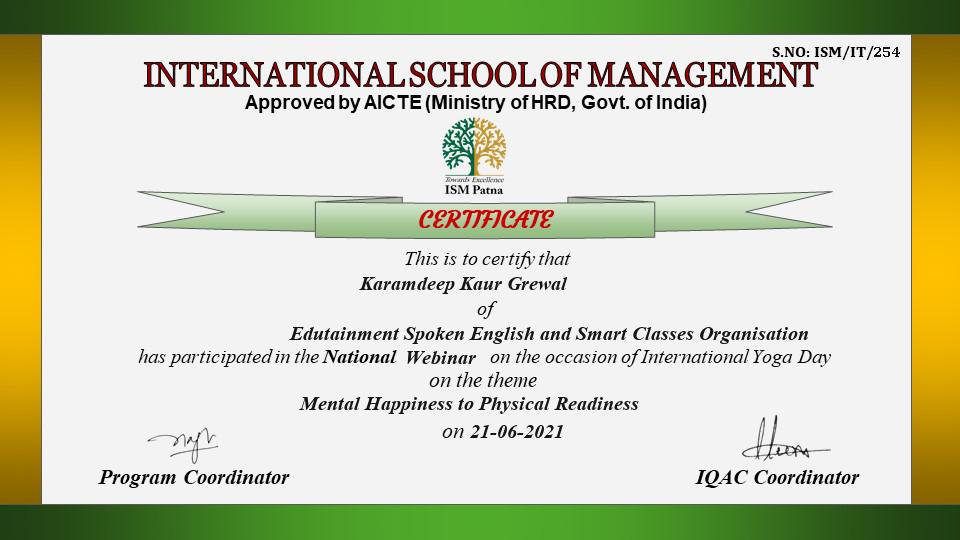 S.NO: ISM/IT/254
INTERNATIONAL SCHOOL OF MANAGEMENT
Approved by AICTE (Ministry of HRD, Govt. of India)
Towards Excellence
ISM Patna
CERTIFICATE
This is to certify that
Karamdeep Kaur Grewal
of
Edutainment Spoken English and Smart Classes Organisation
has participated in the National Webinar on the occasion of International Yoga Day
on the theme
Mental Happiness to Physical Readiness
on 21-06-2021
Program Coordinator IQAC Coordinator